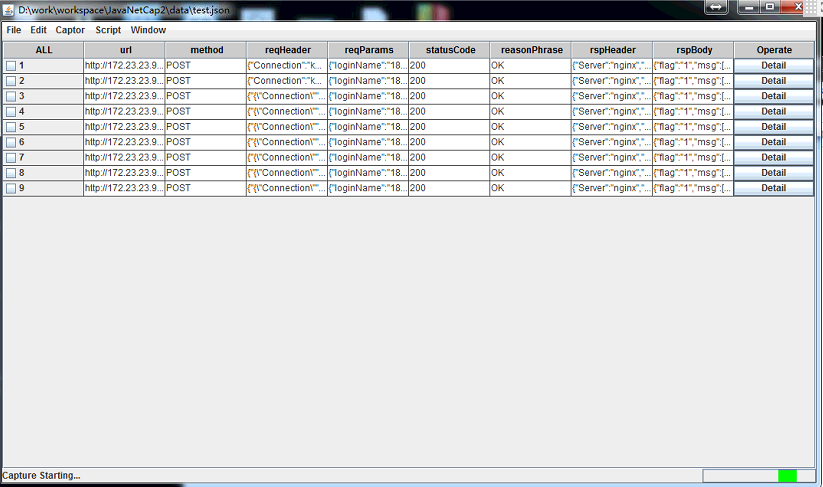 D:\work\workspace\JavaNetCap2\data\test.json
File Edit Captor Script Window
ALL url method reqHeader reqParams statusCode reasonPhrase rspHeader rspBody Operate
1 http://172.23.23.9... POST {"Connection":"k... {"loginName":"18... 200 OK {"Server":"nginx","... {"flag":"1","msg":[... Detail
2 http://172.23.23.9... POST {"Connection":"k... {"loginName":"18... 200 OK {"Server":"nginx","... {"flag":"1","msg":[... Detail
3 http://172.23.23.9... POST {"{\"Connection\""... {"loginName":"18... 200 OK {"Server":"nginx","... {"flag":"1","msg":[... Detail
4 http://172.23.23.9... POST {"{\"Connection\""... {"loginName":"18... 200 OK {"Server":"nginx","... {"flag":"1","msg":[... Detail
5 http://172.23.23.9... POST {"{\"Connection\""... {"loginName":"18... 200 OK {"Server":"nginx","... {"flag":"1","msg":[... Detail
6 http://172.23.23.9... POST {"{\"Connection\""... {"loginName":"18... 200 OK {"Server":"nginx","... {"flag":"1","msg":[... Detail
7 http://172.23.23.9... POST {"{\"Connection\""... {"loginName":"18... 200 OK {"Server":"nginx","... {"flag":"1","msg":[... Detail
8 http://172.23.23.9... POST {"{\"Connection\""... {"loginName":"18... 200 OK {"Server":"nginx","... {"flag":"1","msg":[... Detail
9 http://172.23.23.9... POST {"{\"Connection\""... {"loginName":"18... 200 OK {"Server":"nginx","... {"flag":"1","msg":[... Detail
Capture Starting...